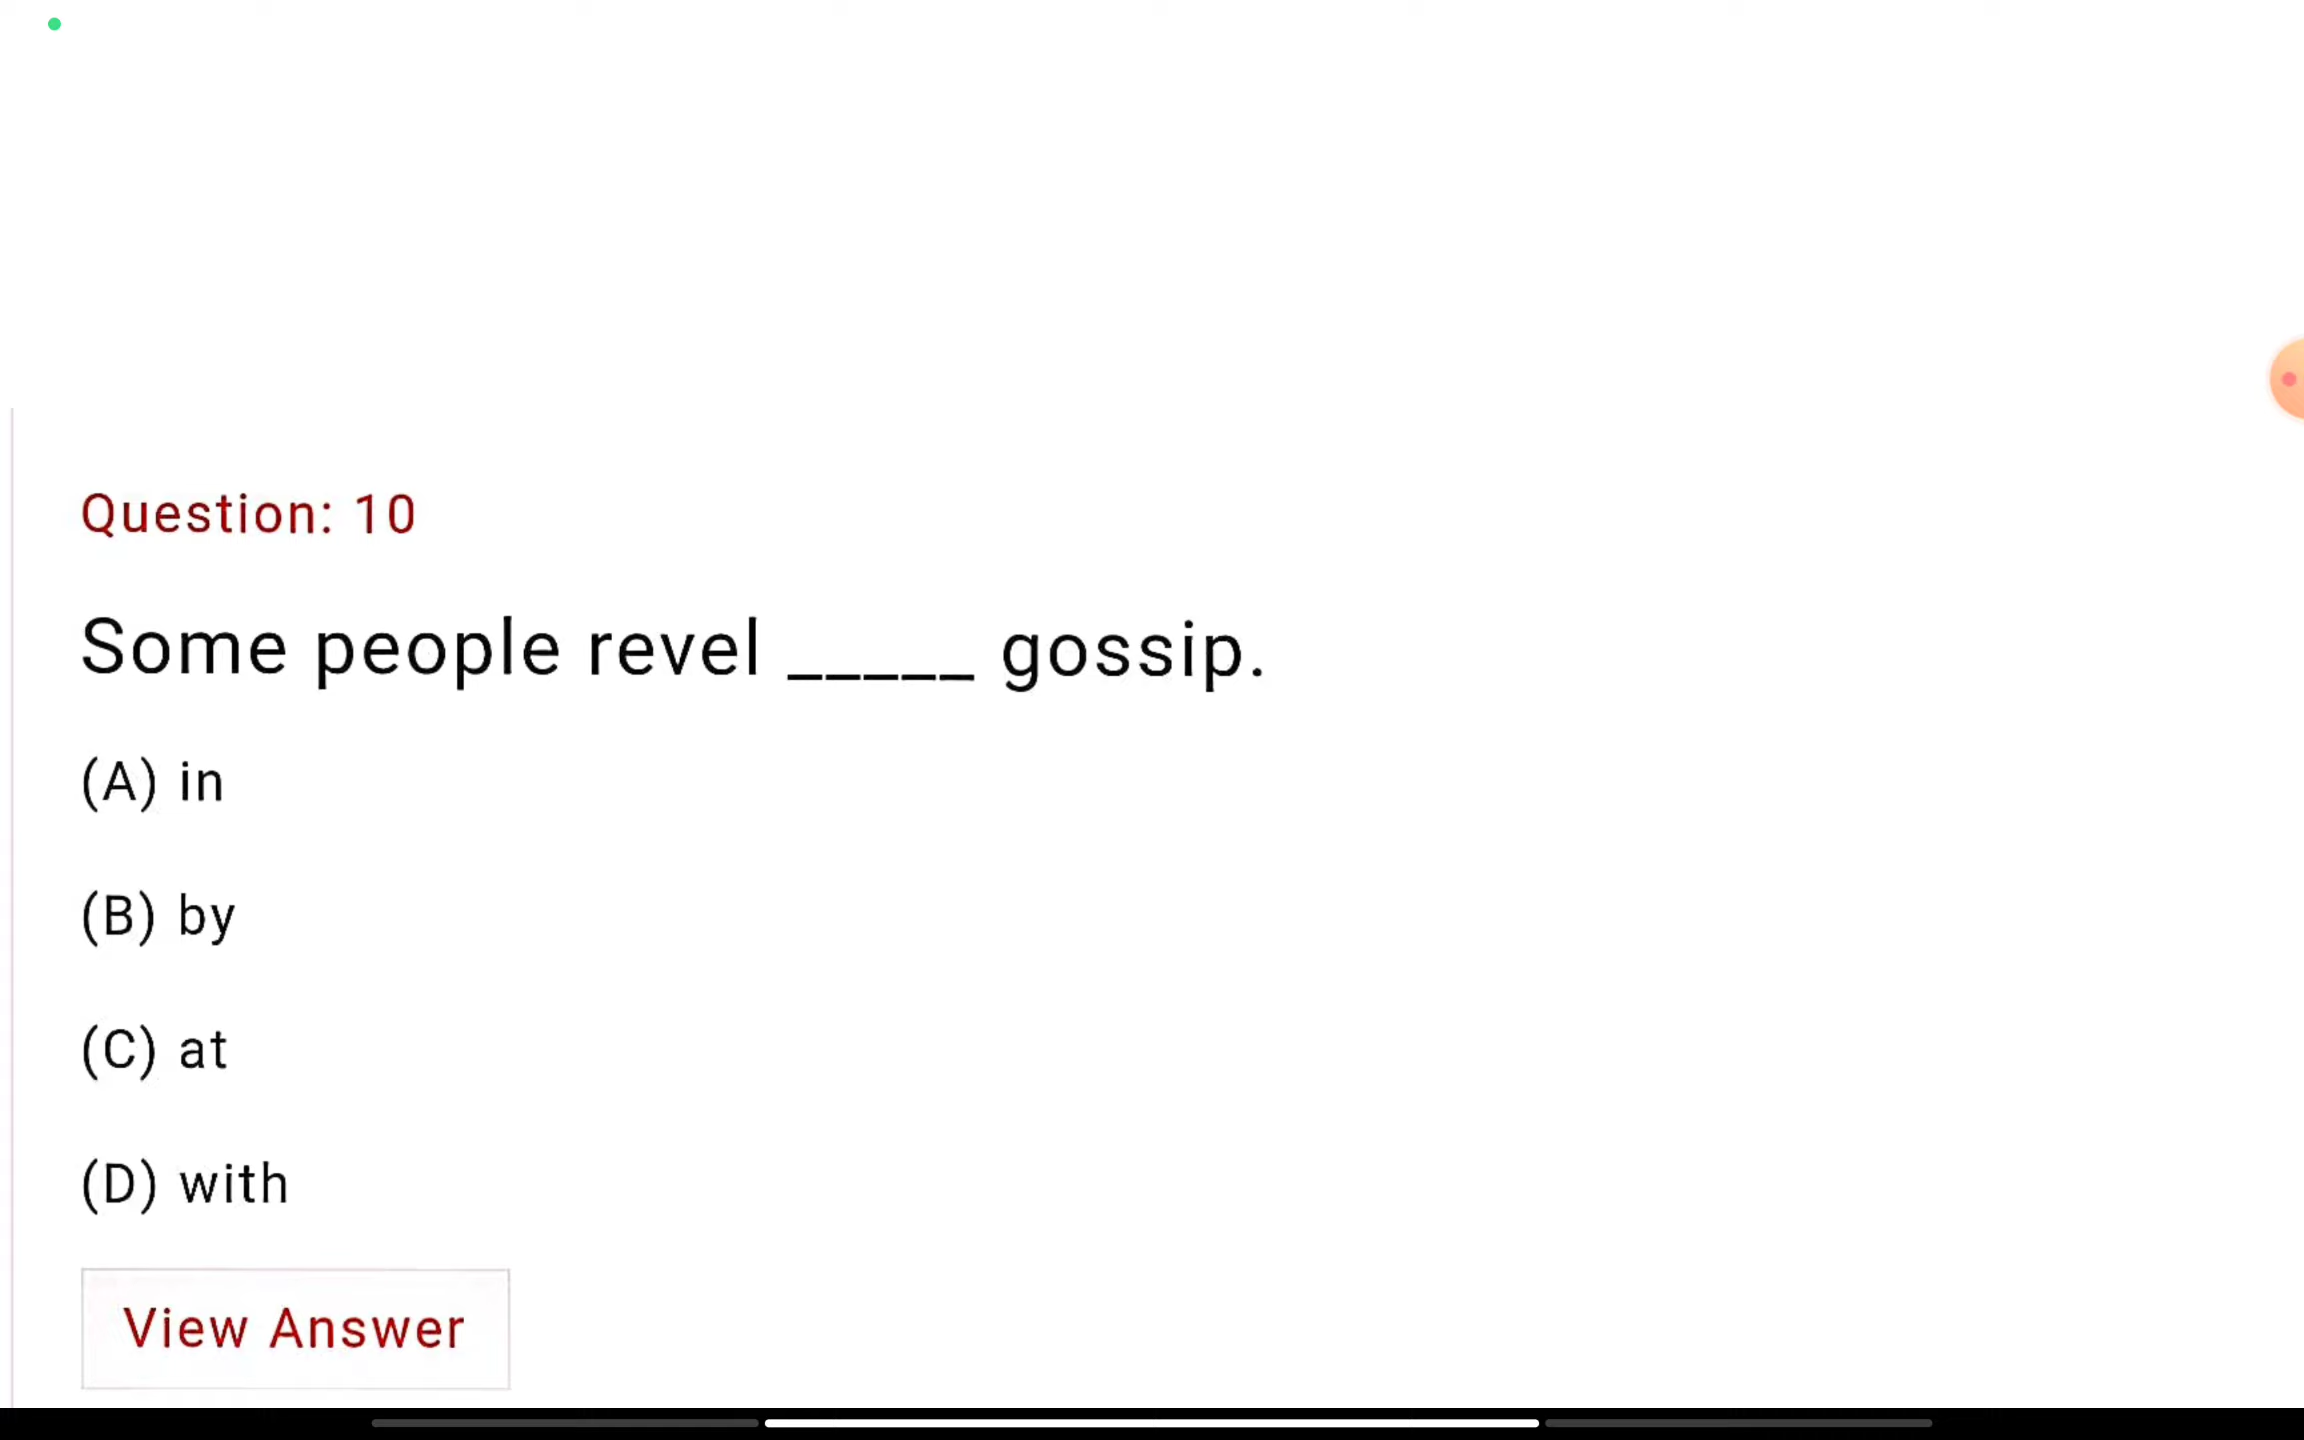 Question: 10
Some people revel _____ gossip.
(A) in
(B) by
(C) at
(D) with
View Answer